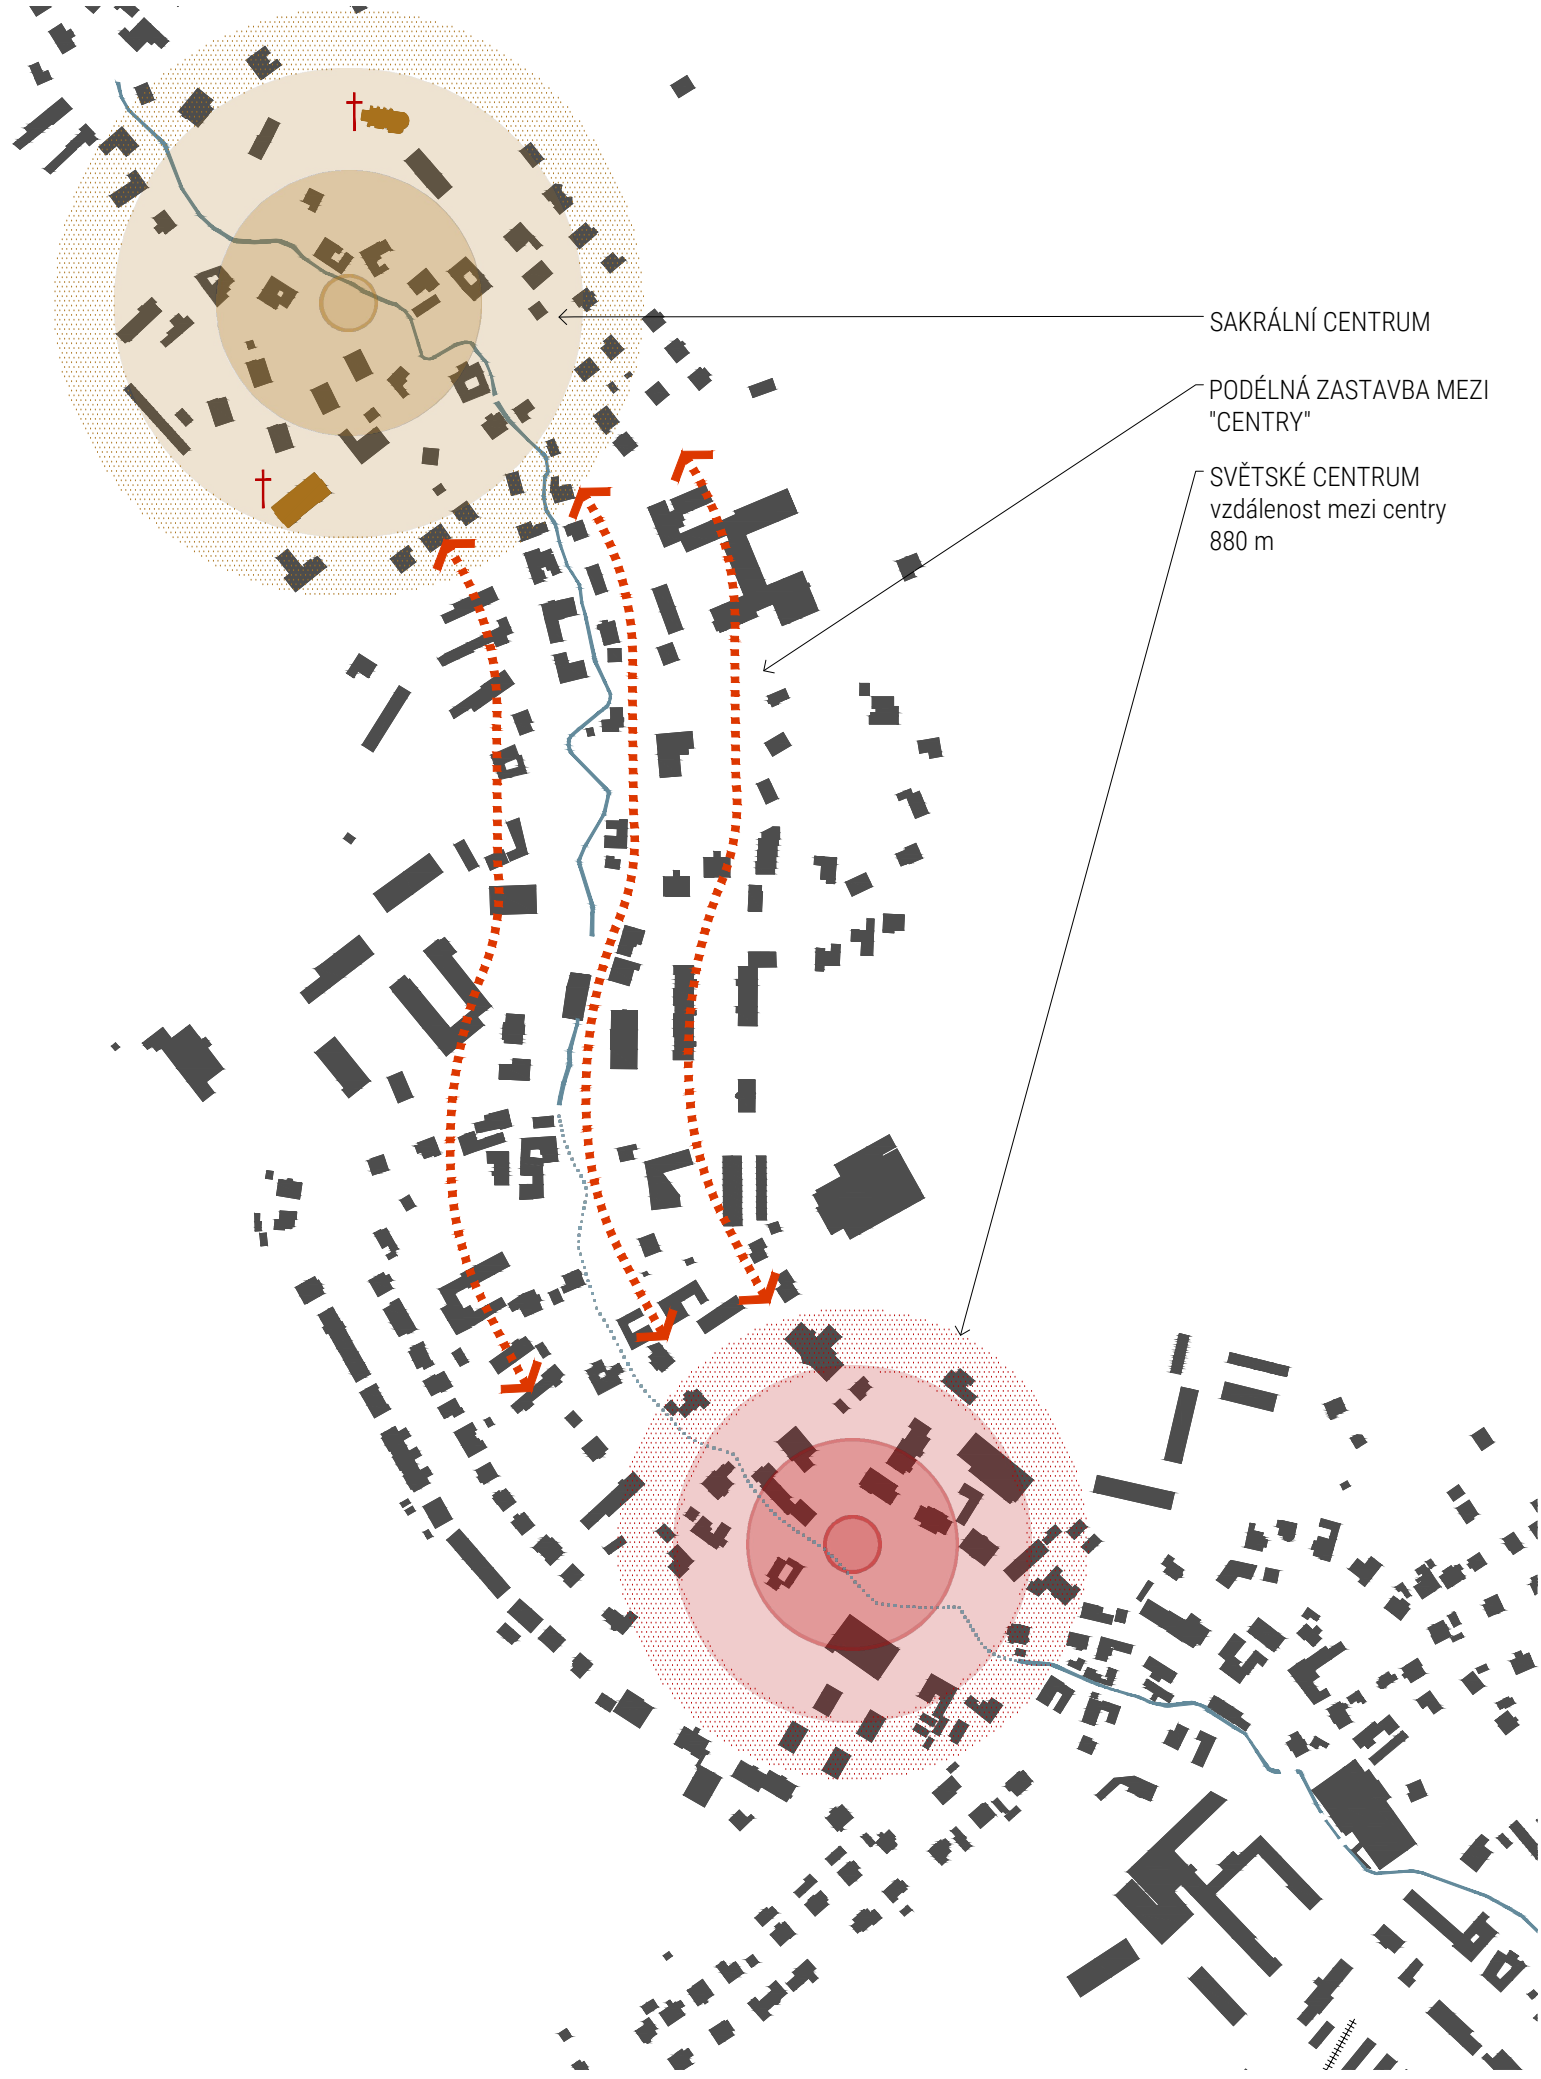 SAKRÁLNÍ CENTRUM
PODÉLNÁ ZASTAVBA MEZI
"CENTRY"
SVĚTSKÉ CENTRUM
vzdálenost mezi centry
880 m